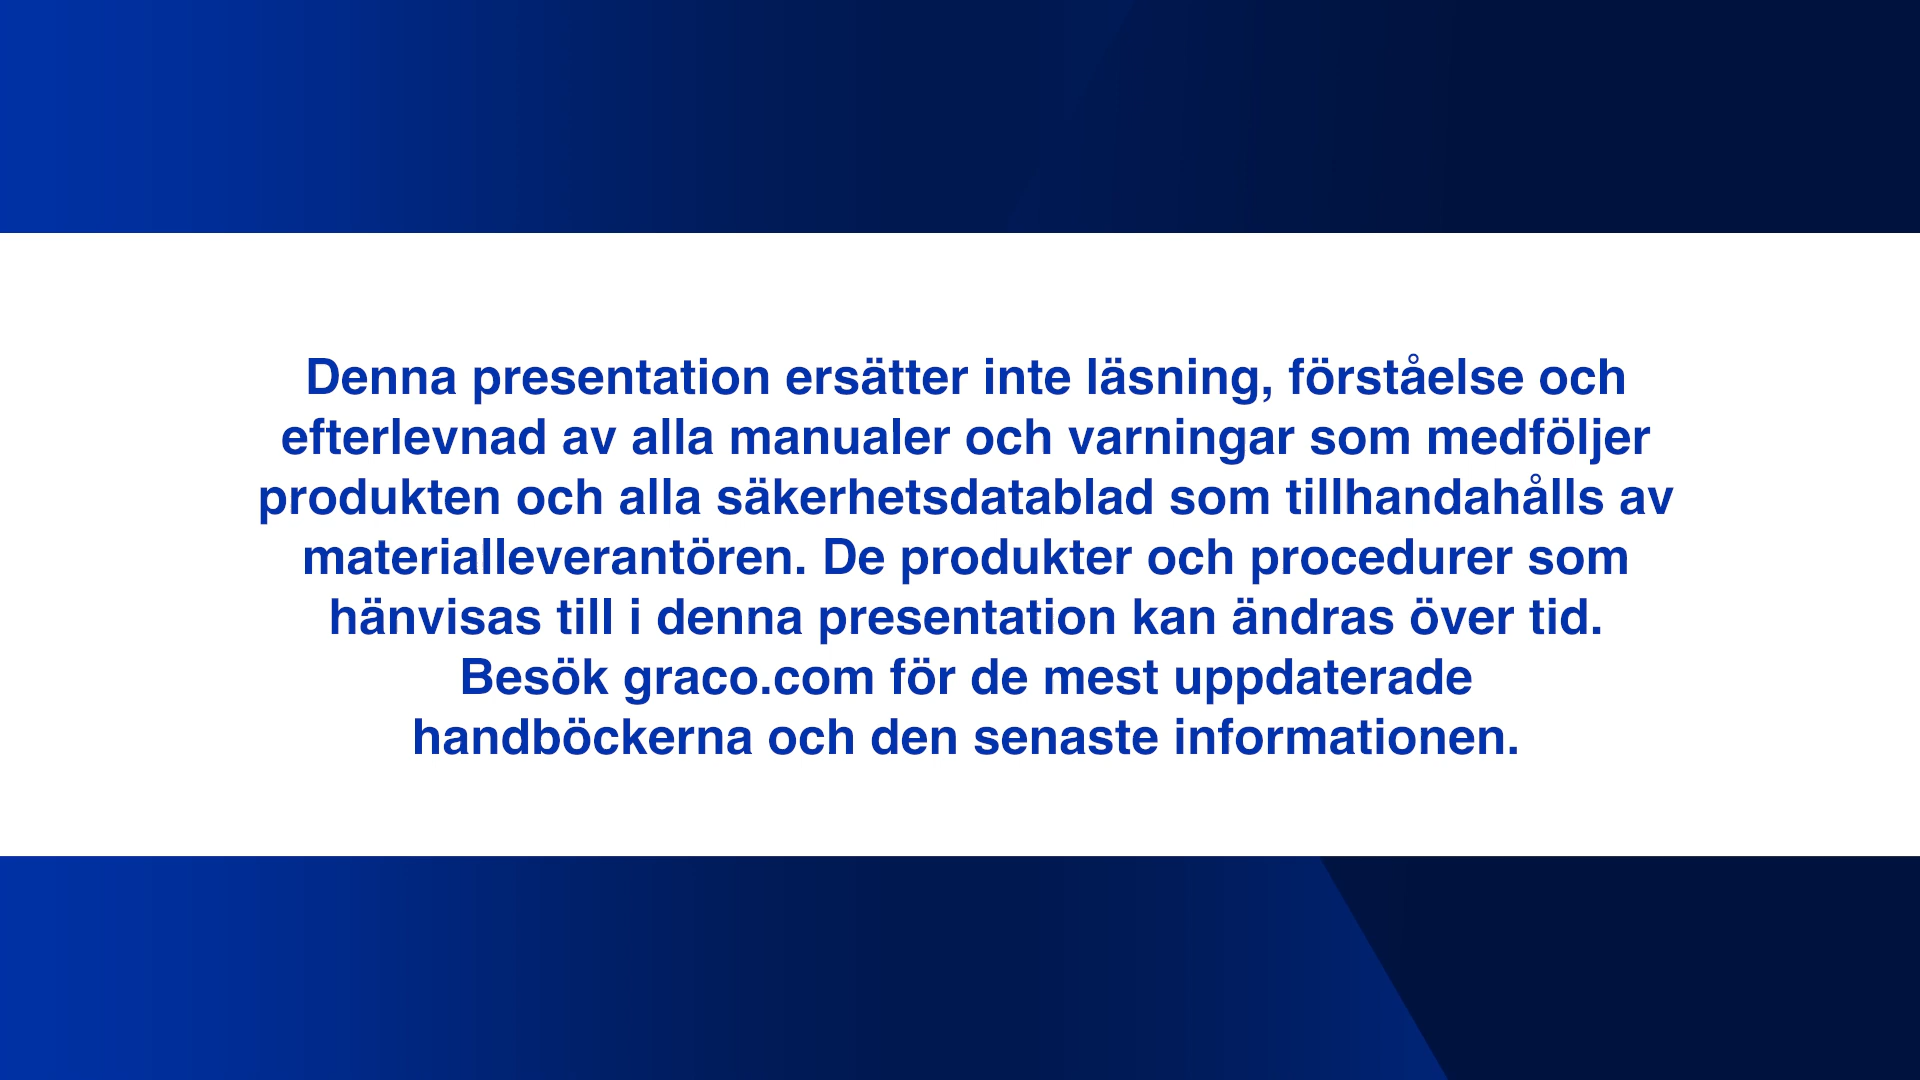 Denna presentation ersätter inte läsning, förståelse och
efterlevnad av alla manualer och varningar som medföljer
produkten och alla säkerhetsdatablad som tillhandahålls av
materialleverantören. De produkter och procedurer som
hänvisas till i denna presentation kan ändras över tid.
Besök graco.com för de mest uppdaterade
handböckerna och den senaste informationen.